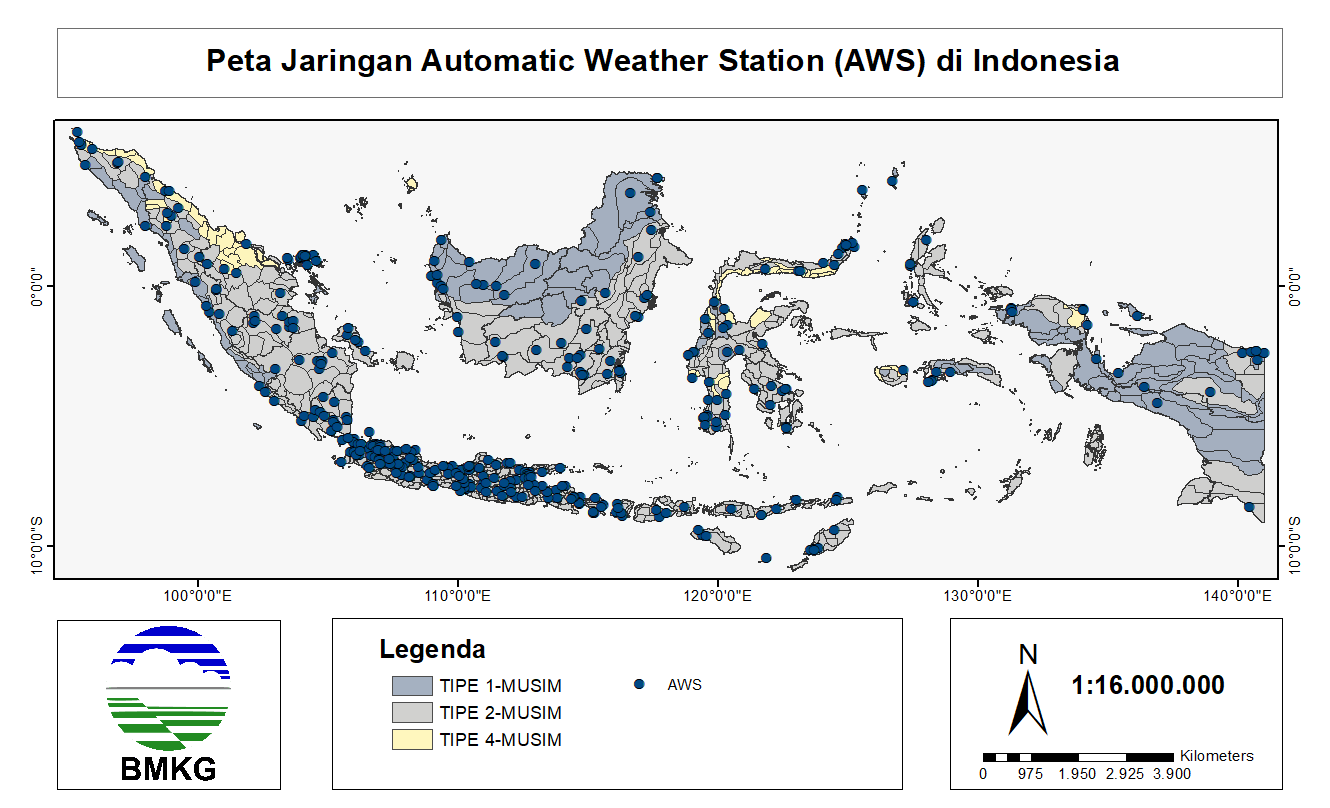 Peta Jaringan Automatic Weather Station (AWS) di Indonesia
0°0'0"
0°0'0"
10°0'0"S
10°0'0"S
100°0'0"E
110°0'0"E
120°0'0"E
130°0'0"E
140°0'0"E
BMKG
Legenda
TIPE 1-MUSIM
TIPE 2-MUSIM
TIPE 4-MUSIM
AWS
N
1:16.000.000
Kilometers
0 975 1.950 2.925 3.900